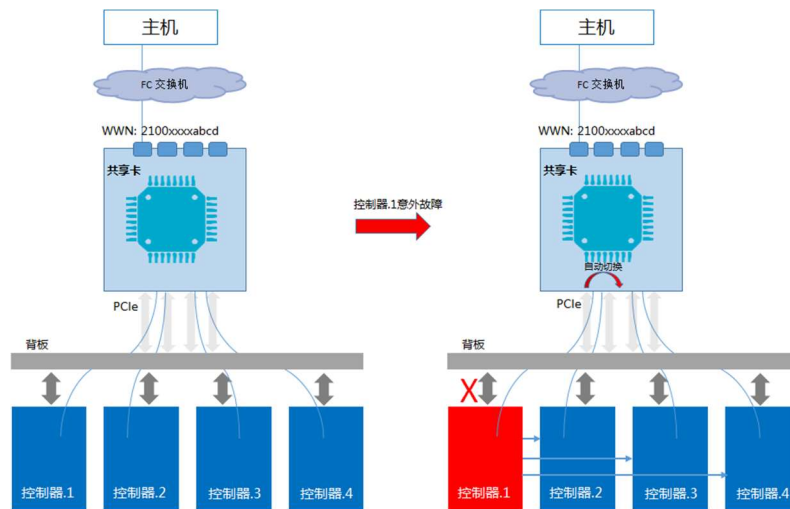 主机
FC 交换机
WWN: 2100xxxxabcd
共享卡
PCIe
背板
控制器.1
控制器.2
控制器.3
控制器.4
控制器.1意外故障
主机
FC 交换机
WWN: 2100xxxxabcd
共享卡
自动切换
PCIe
背板
X
控制器.1
控制器.2
控制器.3
控制器.4